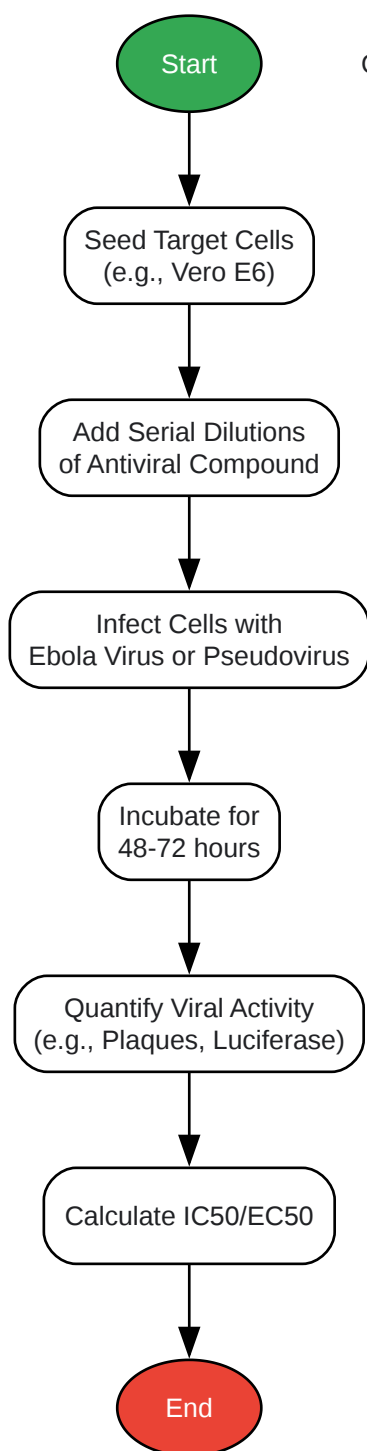 Start
Seed Target Cells
(e.g., Vero E6)
Add Serial Dilutions
of Antiviral Compound
Infect Cells with
Ebola Virus or Pseudovirus
Incubate for
48-72 hours
Quantify Viral Activity
(e.g., Plaques, Luciferase)
Calculate IC50/EC50
End